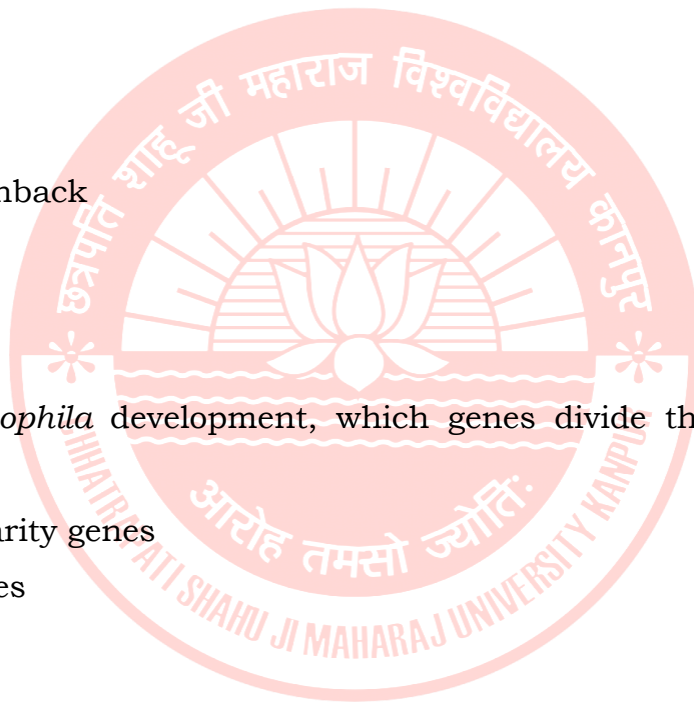 छत्रपति शाहू जी महाराज विश्वविद्यालय कानपुर
nback
ophila development, which genes divide th
arity genes
es
आरोह तमसो ज्योतिः
CHHATRAPATI SHAHU JI MAHARAJ UNIVERSITY KANPUR